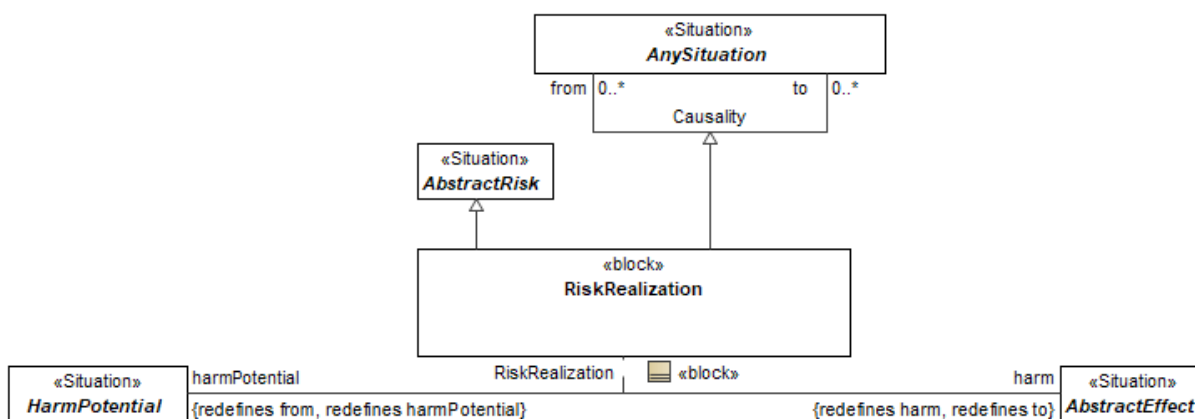 «Situation»
AnySituation
from 0..* to 0..*
Causality
«Situation»
AbstractRisk
«block»
RiskRealization
RiskRealization «block»
«Situation»
HarmPotential
harmPotential
{redefines from, redefines harmPotential}
harm
{redefines harm, redefines to}
«Situation»
AbstractEffect